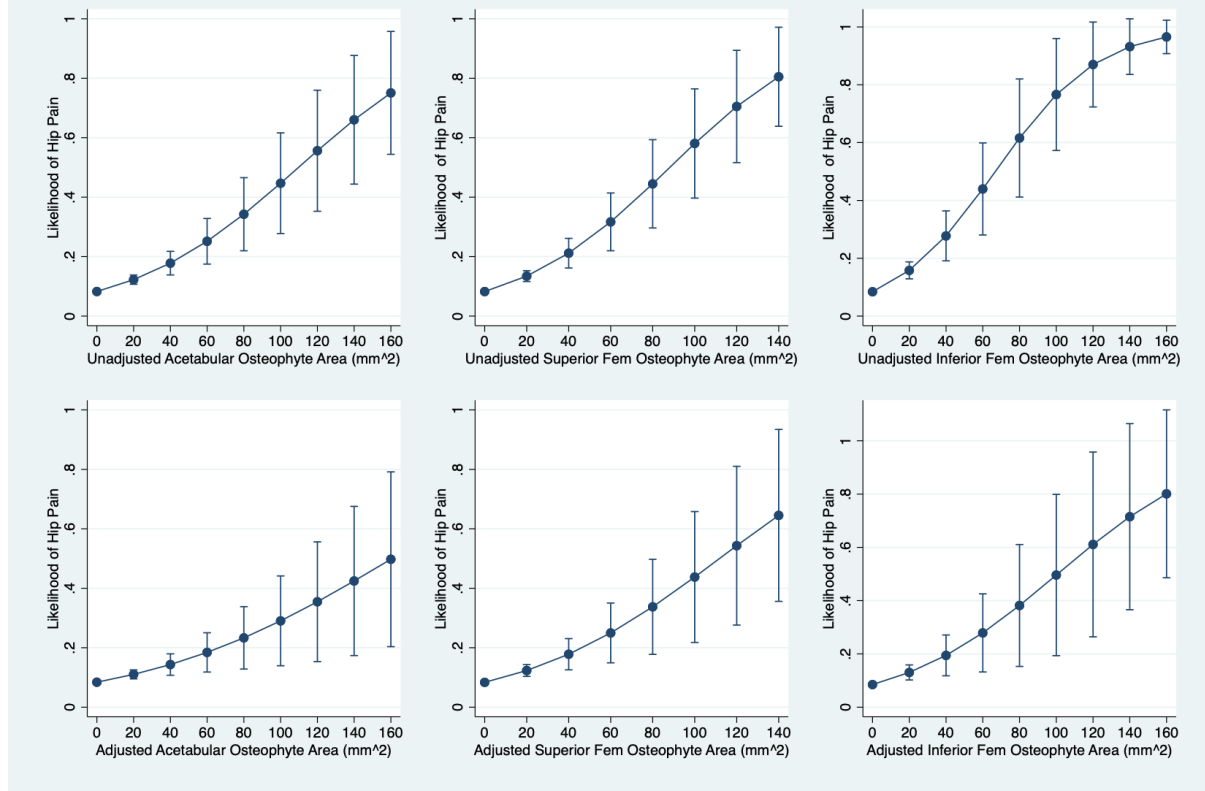 Likelihood of Hip Pain
1
.8
.6
.4
.2
0
0 20 40 60 80 100 120 140 160
Unadjusted Acetabular Osteophyte Area (mm^2)
Likelihood of Hip Pain
1
.8
.6
.4
.2
0
0 20 40 60 80 100 120 140
Unadjusted Superior Fem Osteophyte Area (mm^2)
Likelihood of Hip Pain
1
.8
.6
.4
.2
0
0 20 40 60 80 100 120 140 160
Unadjusted Inferior Fem Osteophyte Area (mm^2)
Likelihood of Hip Pain
1
.8
.6
.4
.2
0
0 20 40 60 80 100 120 140 160
Adjusted Acetabular Osteophyte Area (mm^2)
Likelihood of Hip Pain
1
.8
.6
.4
.2
0
0 20 40 60 80 100 120 140
Adjusted Superior Fem Osteophyte Area (mm^2)
Likelihood of Hip Pain
1
.8
.6
.4
.2
0
0 20 40 60 80 100 120 140 160
Adjusted Inferior Fem Osteophyte Area (mm^2)